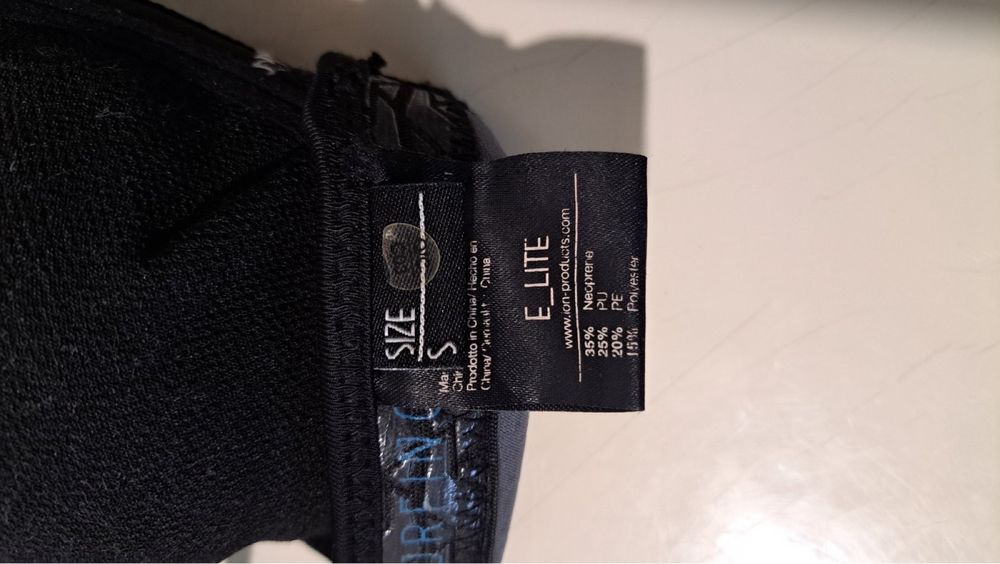 SIZE
S
Prodotto in China/ Hecho en
China/ China
E_LITE
www.ion-products.com
35% Neoprene
25% PU
20% PE
15% Polyester